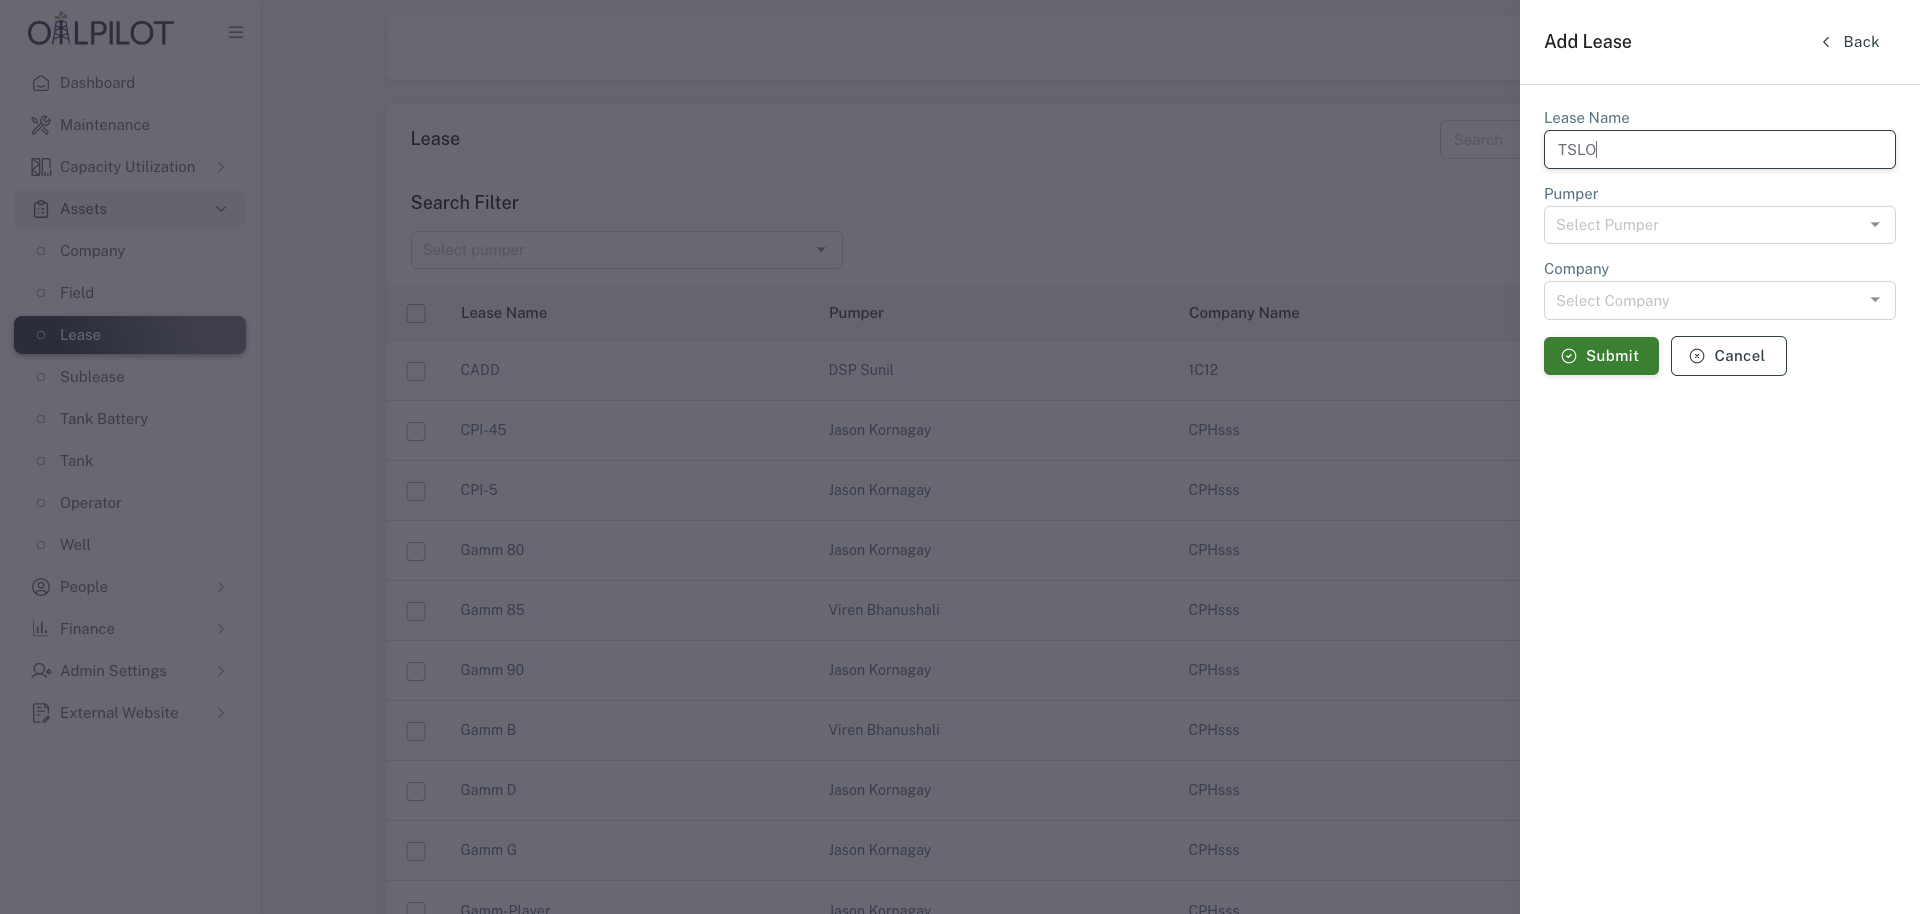 OILPILOT
Dashboard
Maintenance
Capacity Utilization
Assets
Company
Field
Lease
Sublease
Tank Battery
Tank
Operator
Well
People
Finance
Admin Settings
External Website
Lease
Search
Search Filter
Select pumper
Lease Name Pumper Company Name
CADD DSP Sunil 1C12
CPI-45 Jason Kornagay CPHsss
CPI-5 Jason Kornagay CPHsss
Gamm 80 Jason Kornagay CPHsss
Gamm 85 Viren Bhanushali CPHsss
Gamm 90 Jason Kornagay CPHsss
Gamm B Viren Bhanushali CPHsss
Gamm D Jason Kornagay CPHsss
Gamm G Jason Kornagay CPHsss
Gamm-Player Jason Kornagay CPHsss
Add Lease
Back
Lease Name
TSLO
Pumper
Select Pumper
Company
Select Company
Submit Cancel